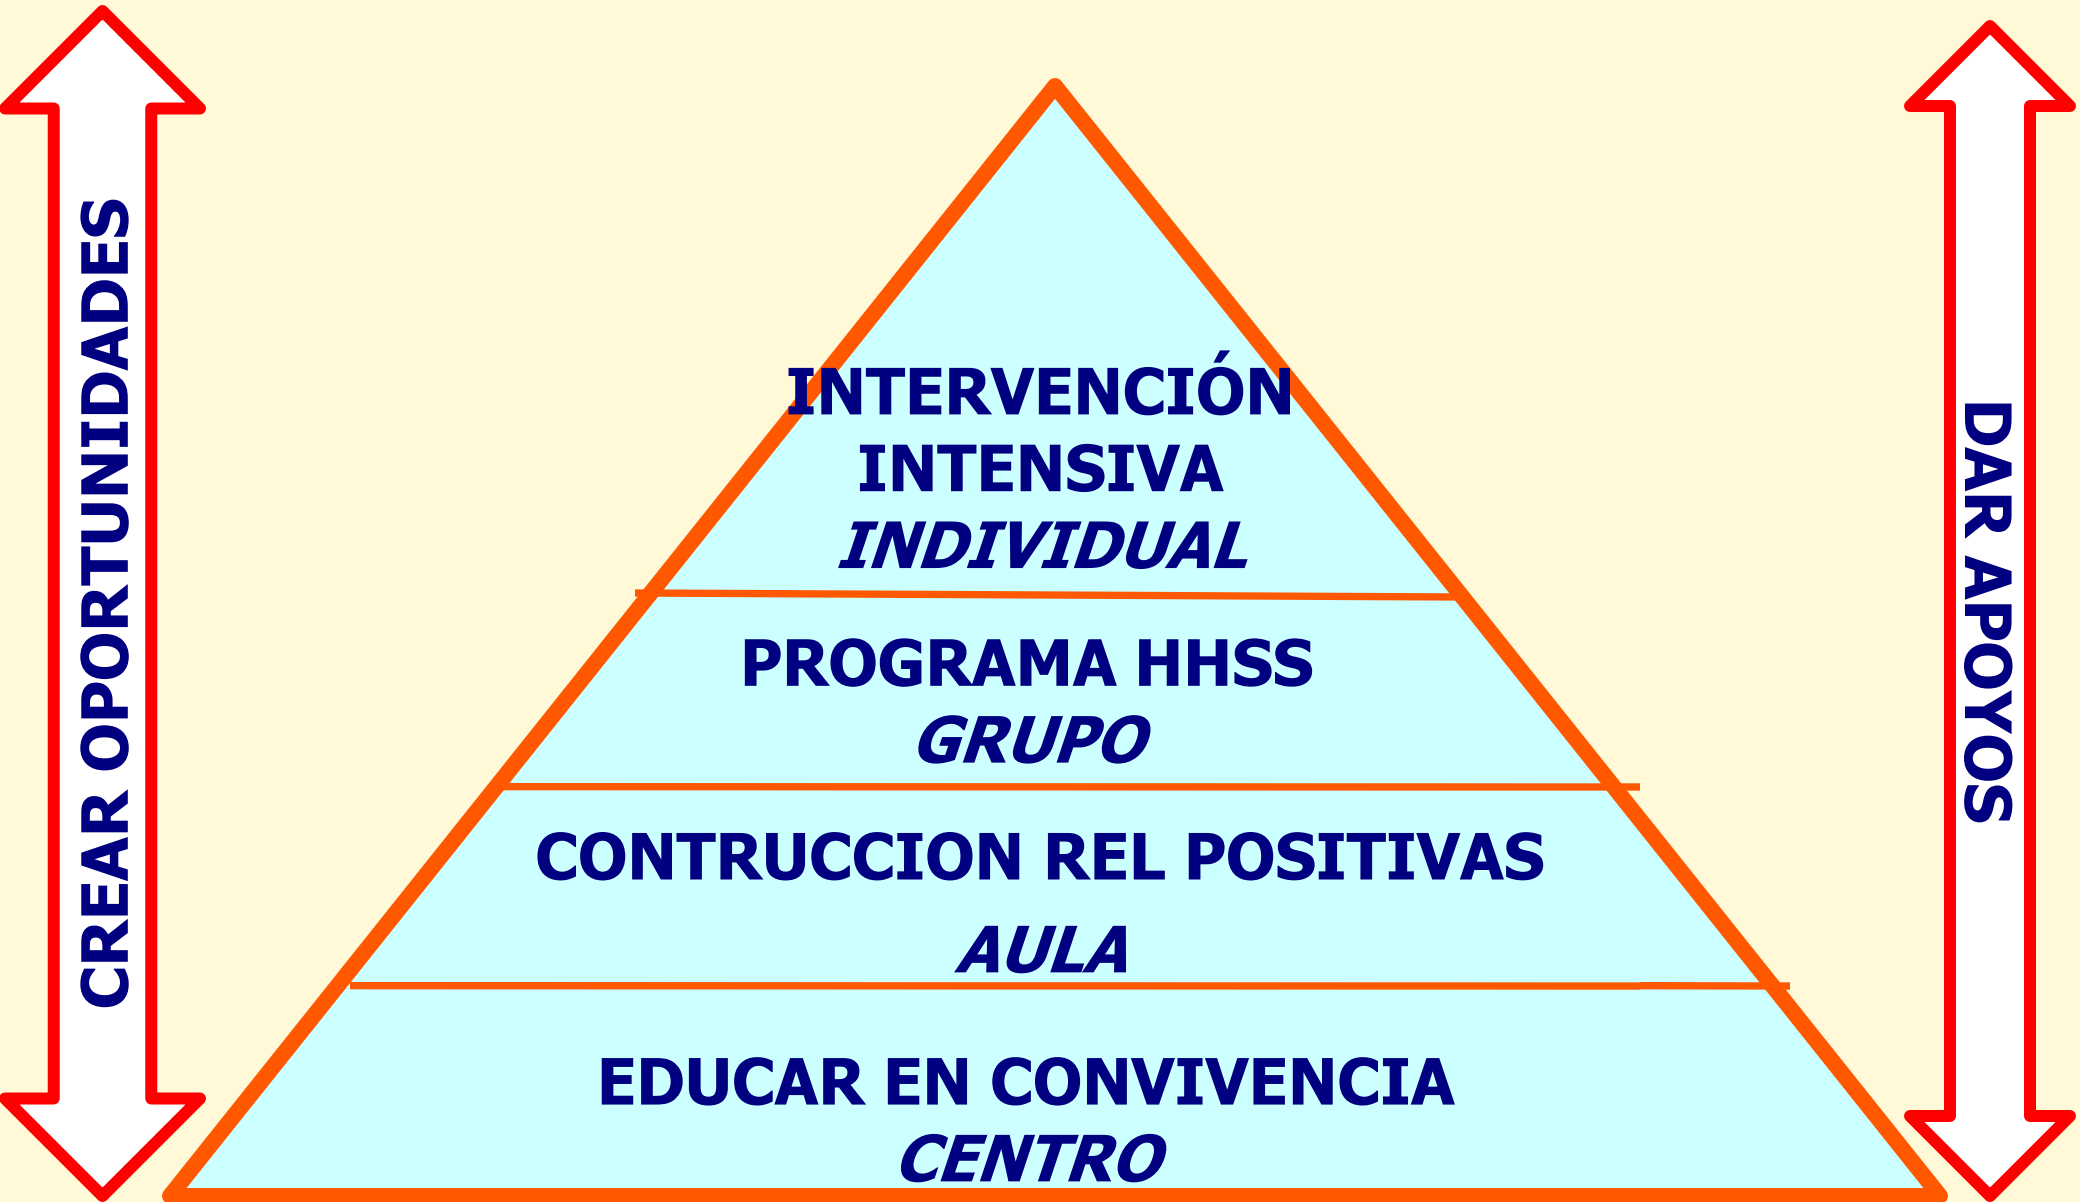 CREAR OPORTUNIDADES
INTERVENCIÓN
INTENSIVA
INDIVIDUAL
PROGRAMA HHSS
GRUPO
CONTRUCCION REL POSITIVAS
AULA
EDUCAR EN CONVIVENCIA
CENTRO
DAR APOYOS